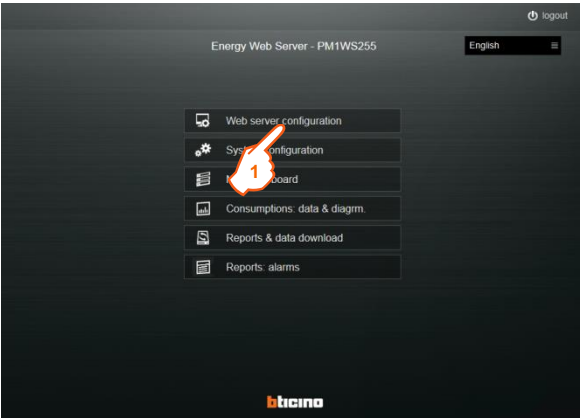 logout
Energy Web Server - PM1WS255
English
Web server configuration
configuration
1
Consumptions: data & diagrm.
Reports & data download
Reports: alarms
bticino